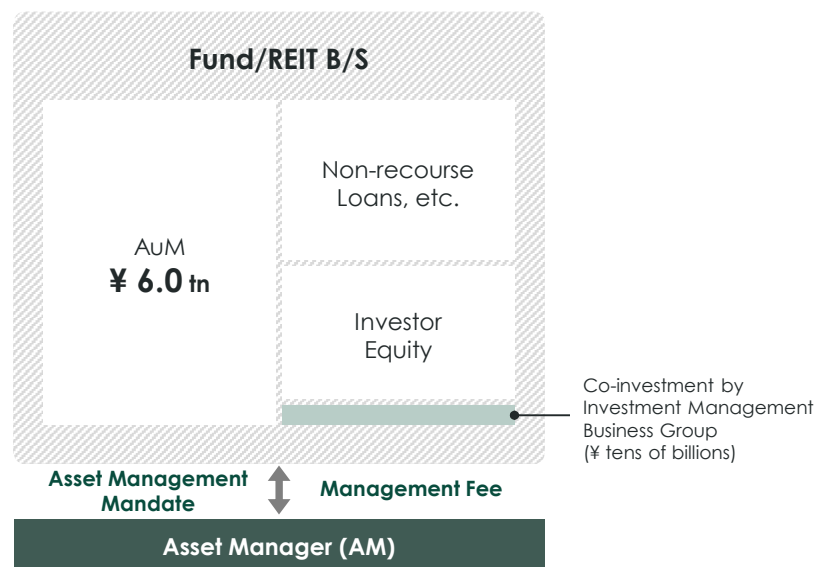 Fund/REIT B/S
AuM
¥ 6.0 tn
Non-recourse
Loans, etc.
Investor
Equity
Co-investment by
Investment Management
Business Group
(¥ tens of billions)
Asset Management
Mandate
Management Fee
Asset Manager (AM)